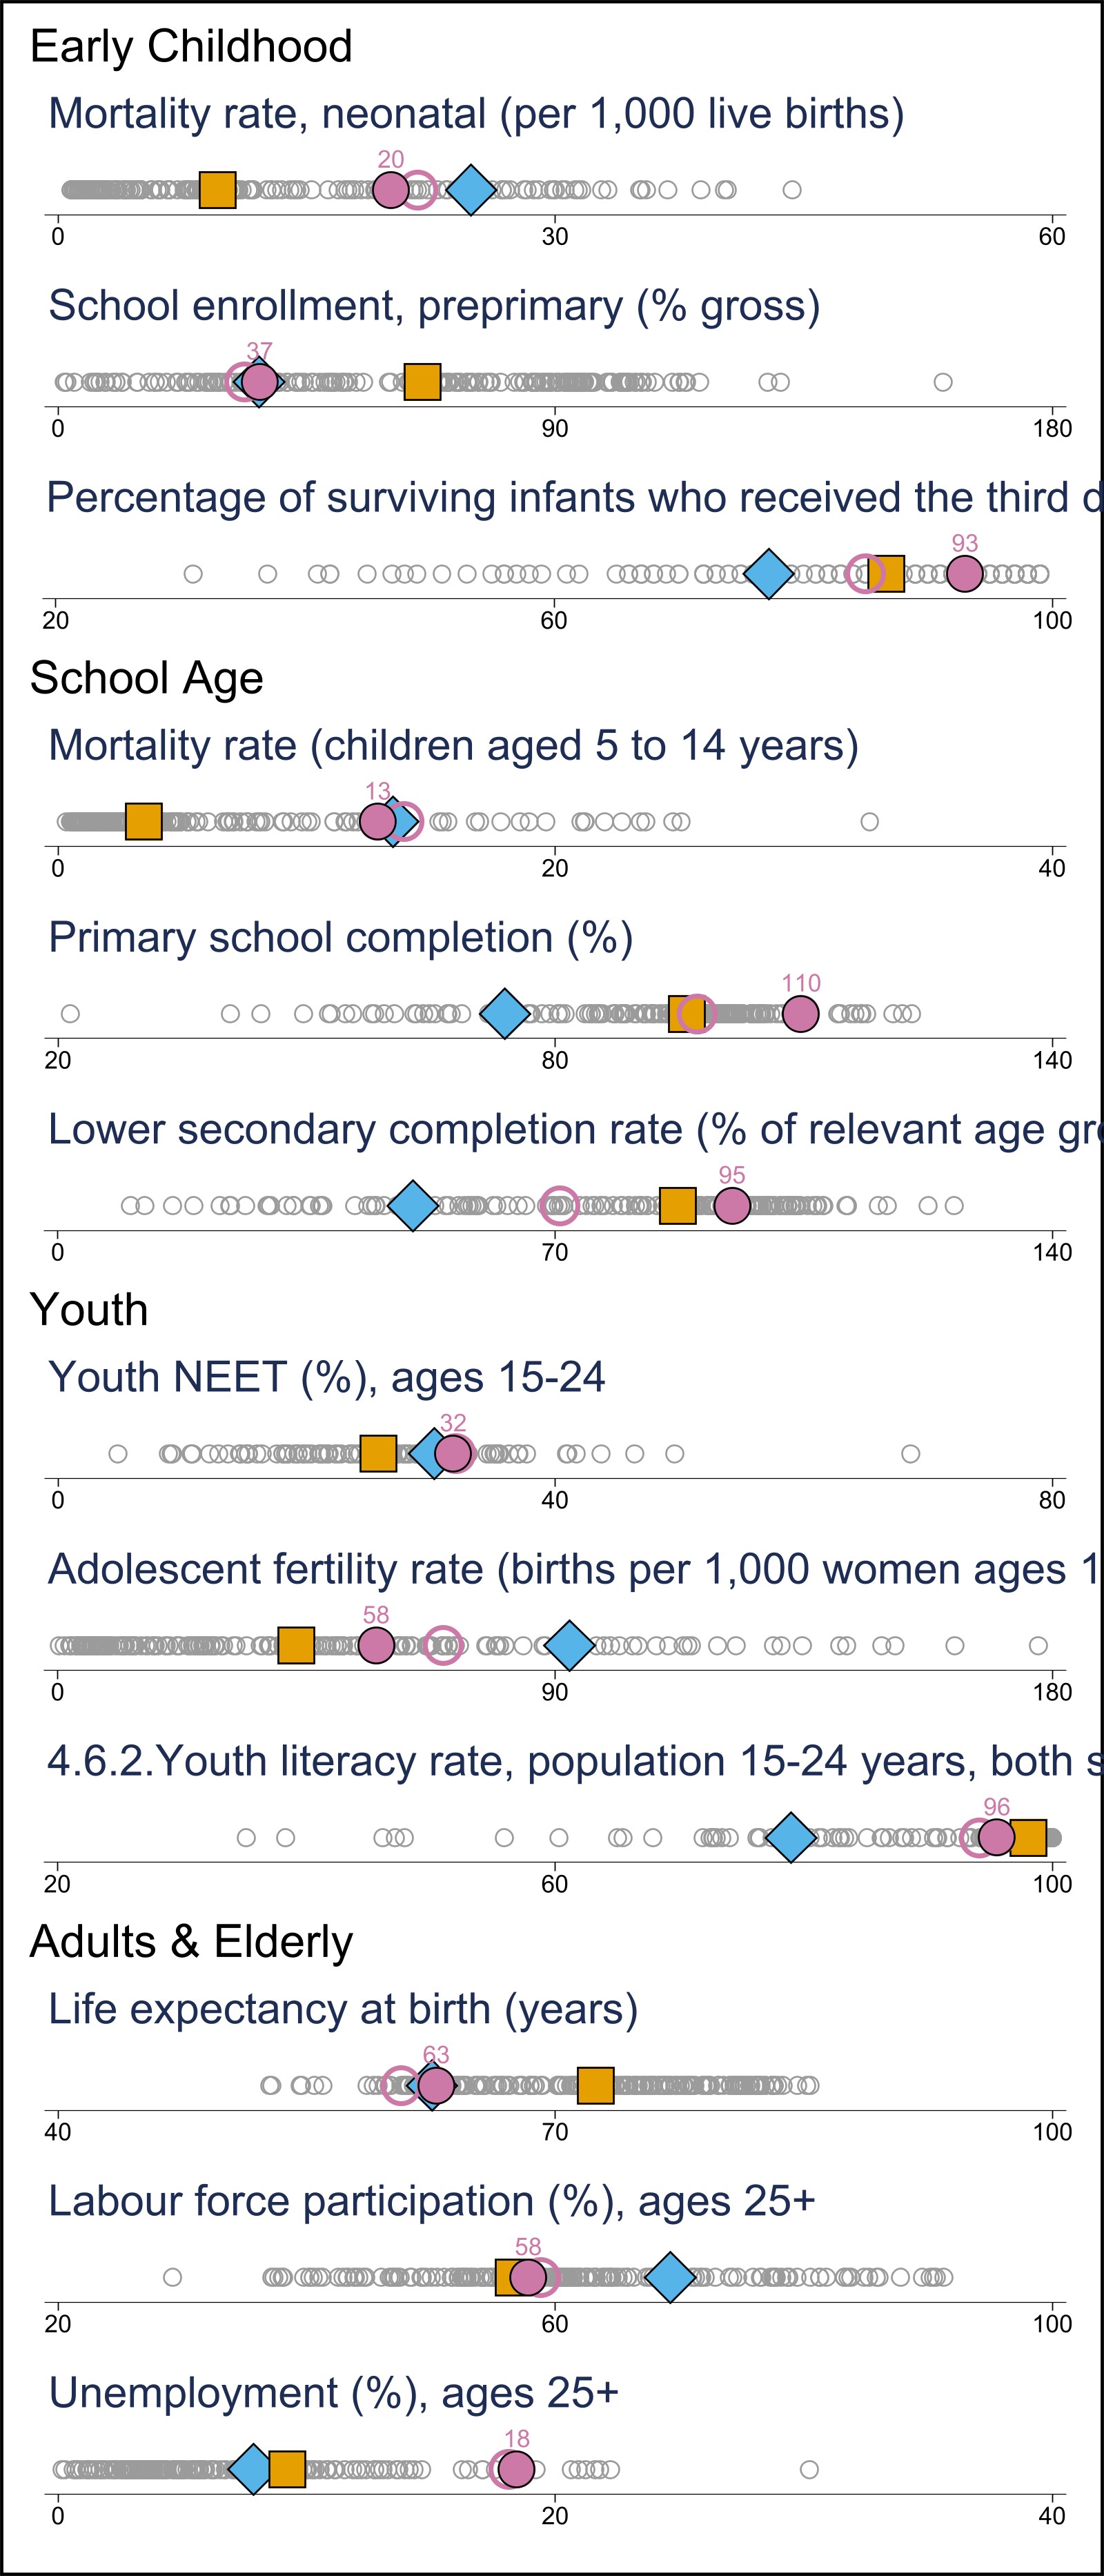 Early Childhood
Mortality rate, neonatal (per 1,000 live births)
20
0 30 60
School enrollment, preprimary (% gross)
37
0 90 180
Percentage of surviving infants who received the third d
93
20 60 100
School Age
Mortality rate (children aged 5 to 14 years)
13
0 20 40
Primary school completion (%)
110
20 80 140
Lower secondary completion rate (% of relevant age gro
95
0 70 140
Youth
Youth NEET (%), ages 15-24
32
0 40 80
Adolescent fertility rate (births per 1,000 women ages 1
58
0 90 180
4.6.2.Youth literacy rate, population 15-24 years, both s
96
20 60 100
Adults & Elderly
Life expectancy at birth (years)
63
40 70 100
Labour force participation (%), ages 25+
58
20 60 100
Unemployment (%), ages 25+
18
0 20 40